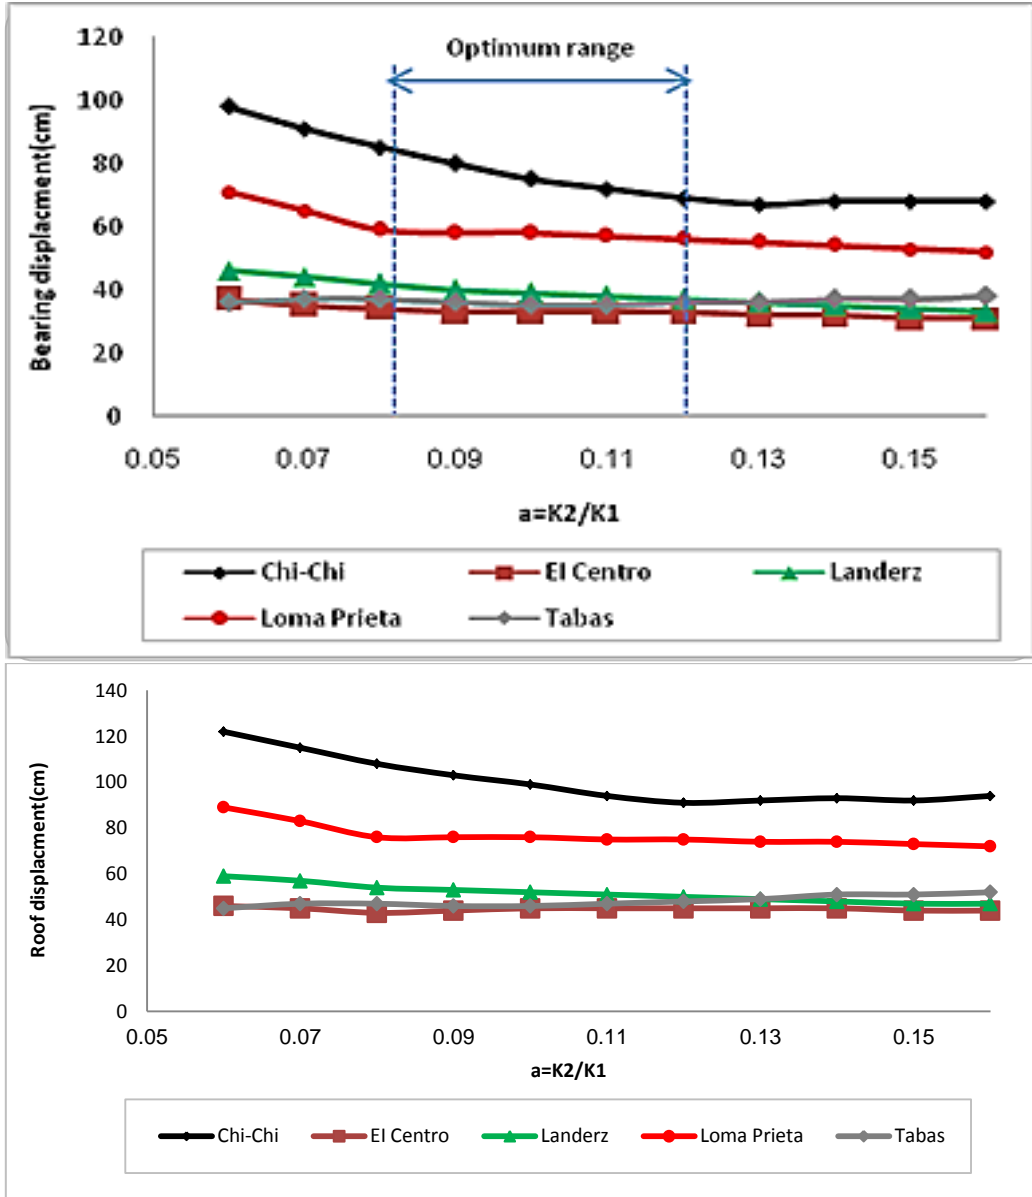 120
Optimum range
100
80
60
40
20
0
Bearing displacment(cm)
0.05 0.07 0.09 0.11 0.13 0.15
a=K2/K1
Chi-Chi El Centro Landerz
Loma Prieta Tabas
140
120
100
80
60
40
20
0
Roof displacment(cm)
0.05 0.07 0.09 0.11 0.13 0.15
a=K2/K1
Chi-Chi El Centro Landerz Loma Prieta Tabas